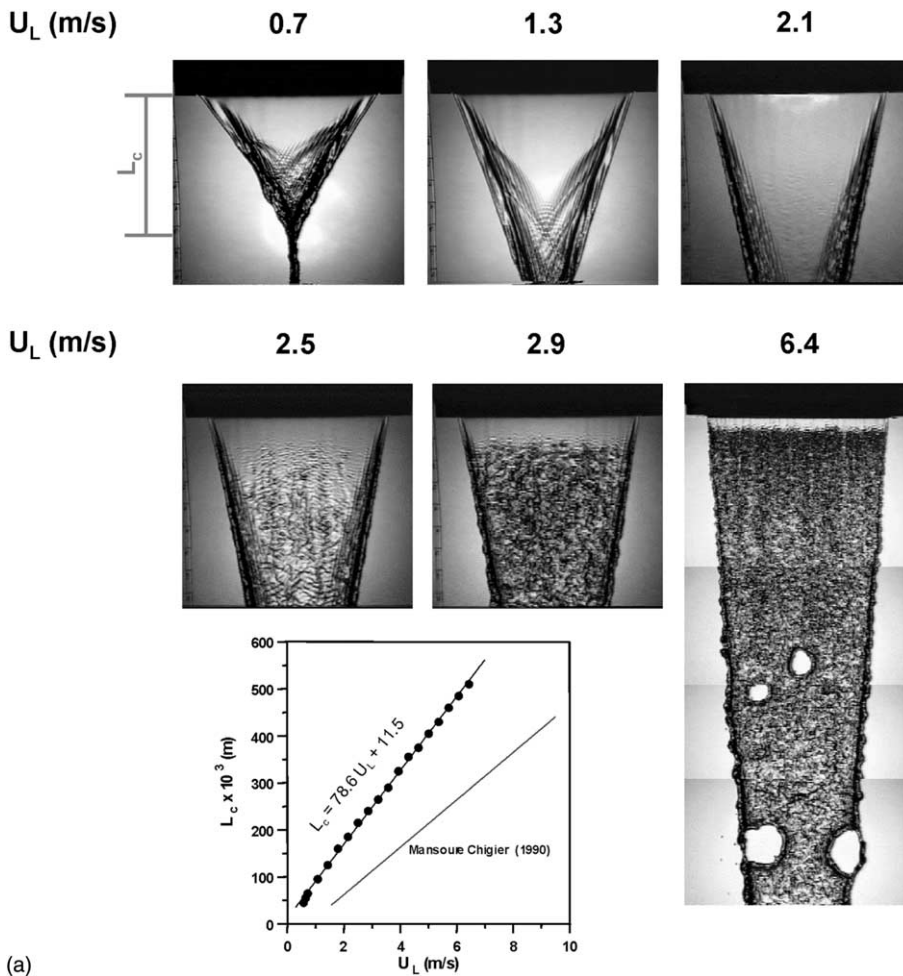 U_L (m/s) 0.7 1.3 2.1
L_c
U_L (m/s) 2.5 2.9 6.4
600
500
400
300
200
100
0
L_c x 10^3 (m)
L_c = 78.6 U_L + 11.5
Mansoure Chigier (1990)
0 2 4 6 8 10
U_L (m/s)
(a)